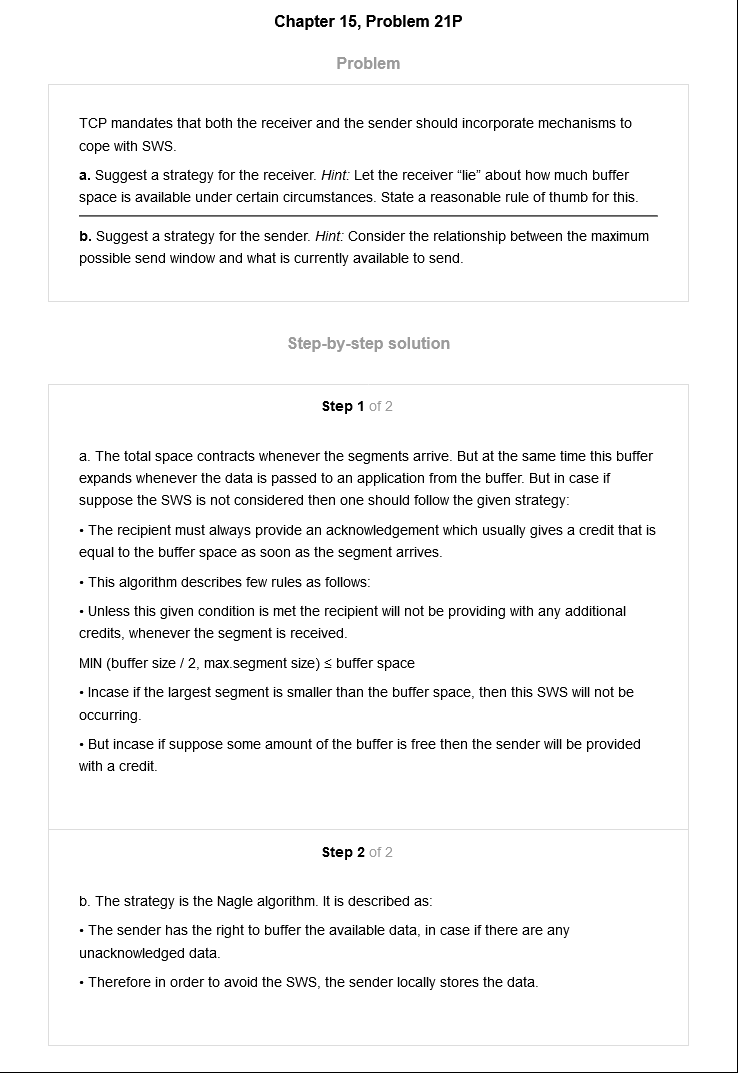 Chapter 15, Problem 21P
Problem
TCP mandates that both the receiver and the sender should incorporate mechanisms to
cope with SWS.
a. Suggest a strategy for the receiver. Hint: Let the receiver “lie” about how much buffer
space is available under certain circumstances. State a reasonable rule of thumb for this.
b. Suggest a strategy for the sender. Hint: Consider the relationship between the maximum
possible send window and what is currently available to send.
Step-by-step solution
Step 1 of 2
a. The total space contracts whenever the segments arrive. But at the same time this buffer
expands whenever the data is passed to an application from the buffer. But in case if
suppose the SWS is not considered then one should follow the given strategy:
• The recipient must always provide an acknowledgement which usually gives a credit that is
equal to the buffer space as soon as the segment arrives.
• This algorithm describes few rules as follows:
• Unless this given condition is met the recipient will not be providing with any additional
credits, whenever the segment is received.
MIN (buffer size / 2, max.segment size) ≤ buffer space
• Incase if the largest segment is smaller than the buffer space, then this SWS will not be
occurring.
• But incase if suppose some amount of the buffer is free then the sender will be provided
with a credit.
Step 2 of 2
b. The strategy is the Nagle algorithm. It is described as:
• The sender has the right to buffer the available data, in case if there are any
unacknowledged data.
• Therefore in order to avoid the SWS, the sender locally stores the data.